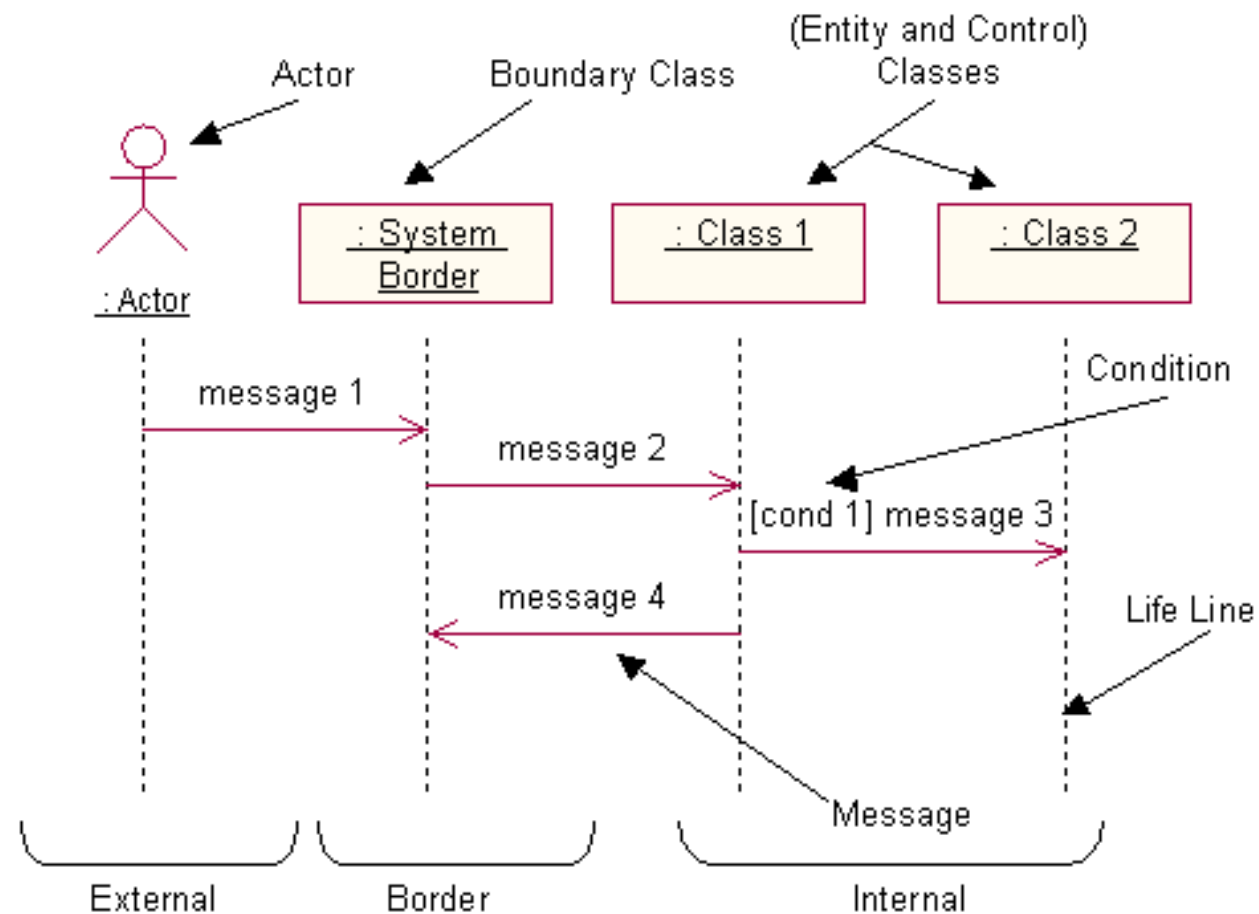 (Entity and Control)
Actor
Boundary Class
Classes
: System
Border
: Class 1
: Class 2
: Actor
Condition
message 1
message 2
[cond 1] message 3
message 4
Life Line
Message
External
Border
Internal